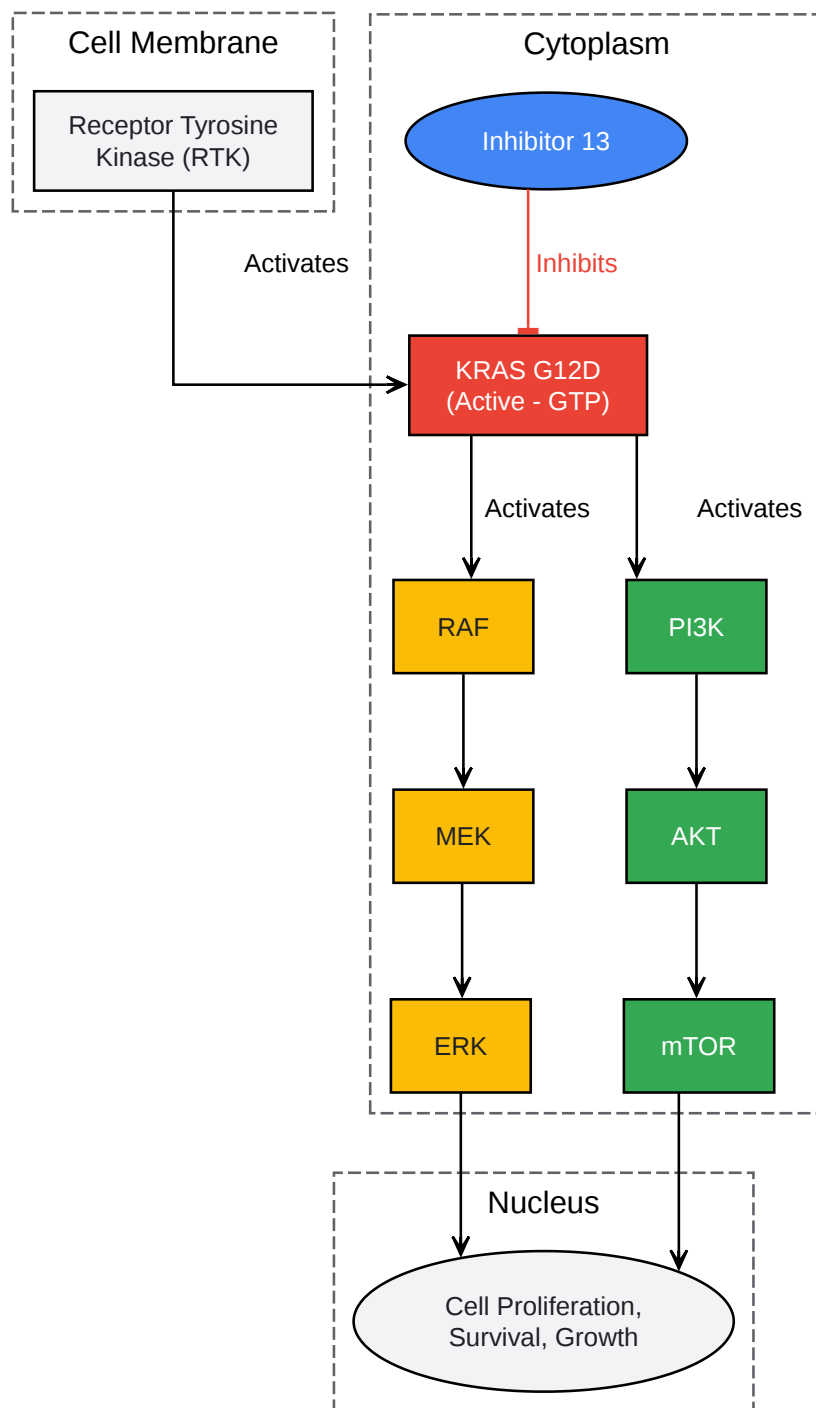 Cell Membrane
Receptor Tyrosine
Kinase (RTK)
Cytoplasm
Inhibitor 13
Activates
Inhibits
KRAS G12D
(Active - GTP)
Activates
Activates
RAF
PI3K
MEK
AKT
ERK
mTOR
Nucleus
Cell Proliferation,
Survival, Growth